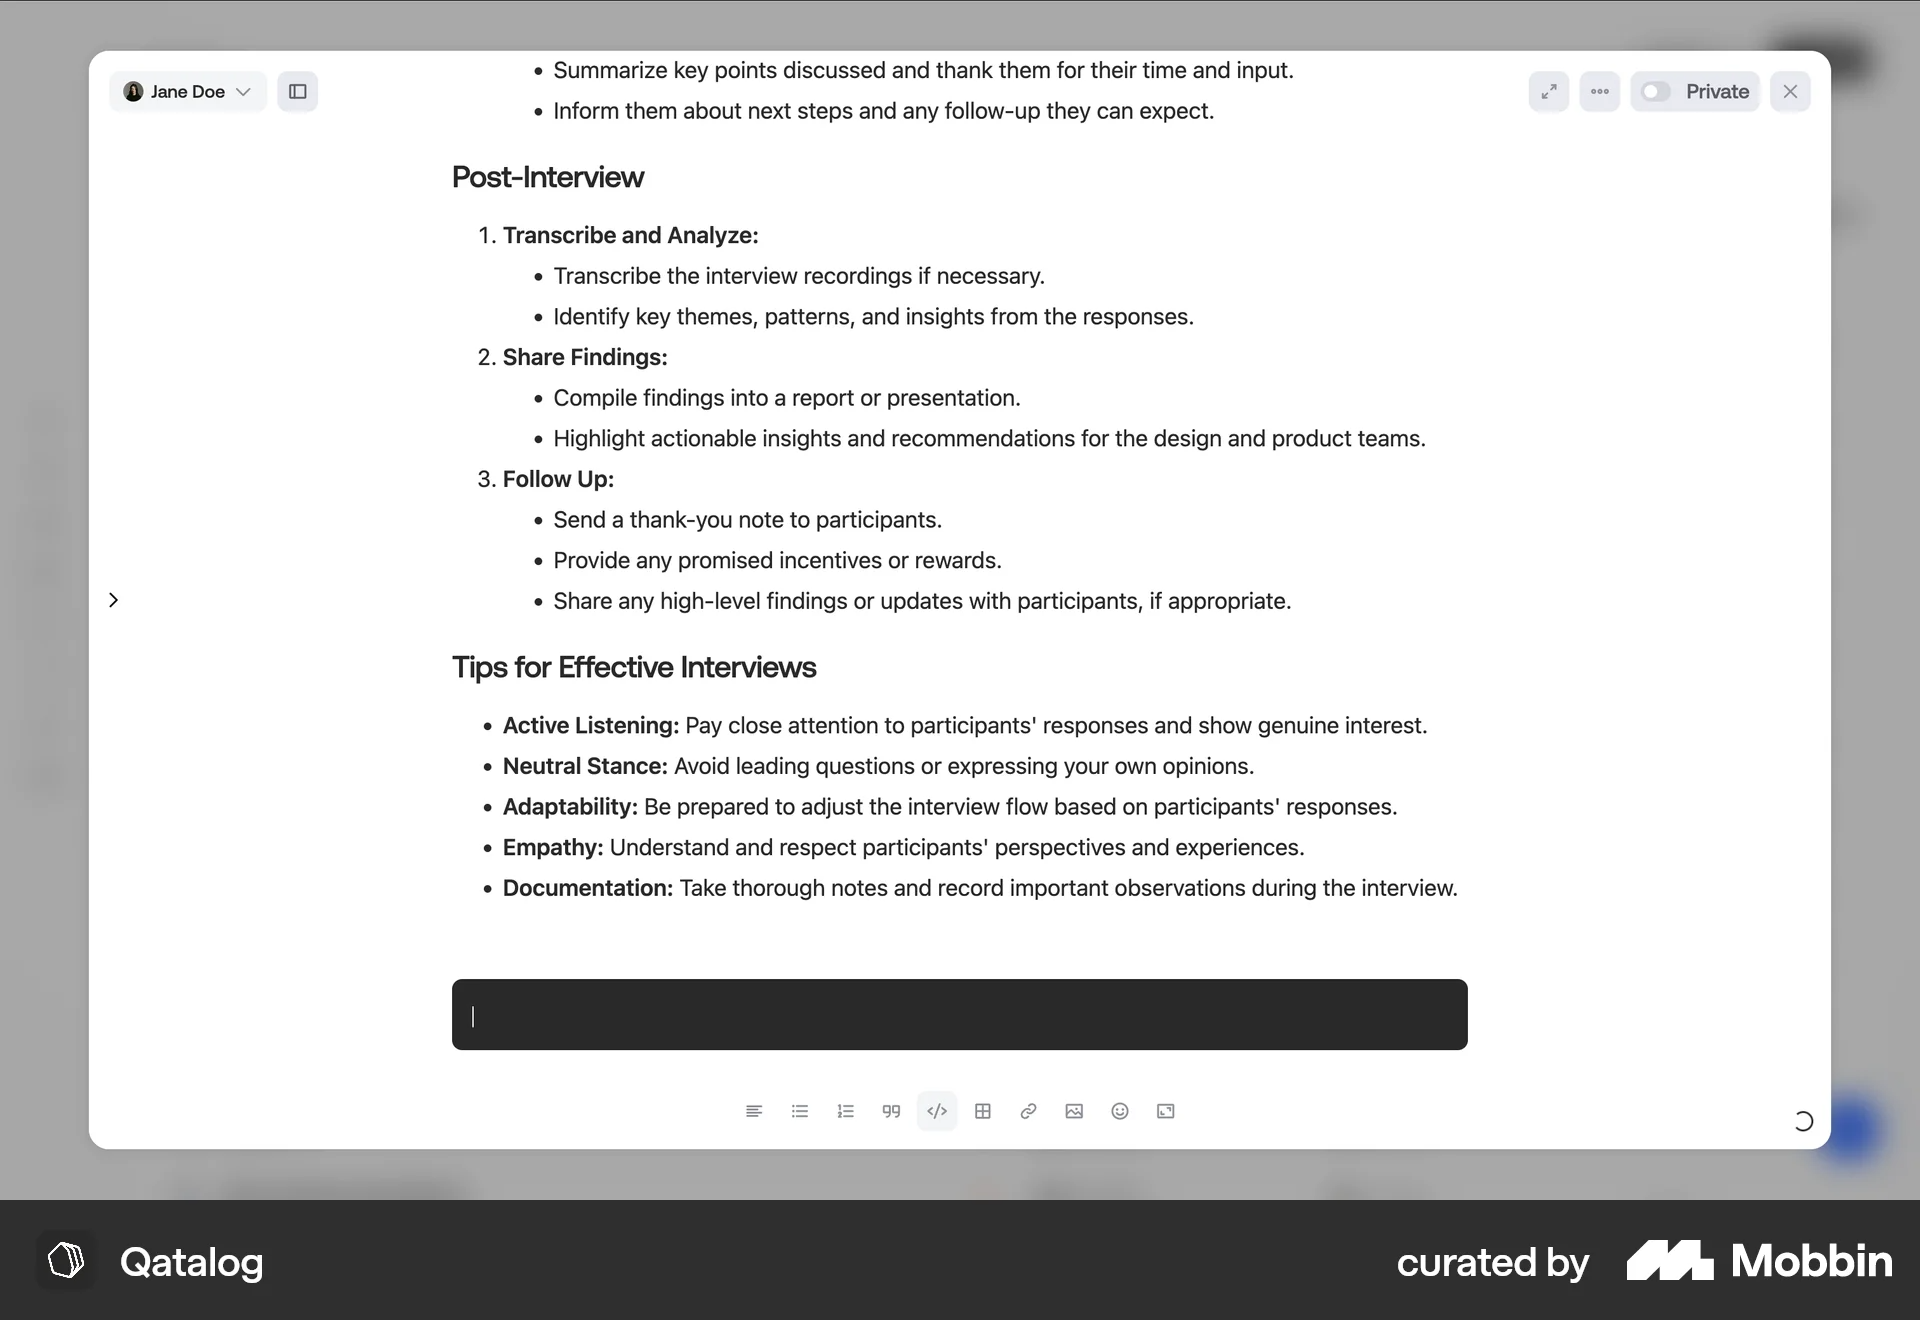 Jane Doe
Private
• Summarize key points discussed and thank them for their time and input.
• Inform them about next steps and any follow-up they can expect.
Post-Interview
1. Transcribe and Analyze:
• Transcribe the interview recordings if necessary.
• Identify key themes, patterns, and insights from the responses.
2. Share Findings:
• Compile findings into a report or presentation.
• Highlight actionable insights and recommendations for the design and product teams.
3. Follow Up:
• Send a thank-you note to participants.
• Provide any promised incentives or rewards.
• Share any high-level findings or updates with participants, if appropriate.
Tips for Effective Interviews
• Active Listening: Pay close attention to participants' responses and show genuine interest.
• Neutral Stance: Avoid leading questions or expressing your own opinions.
• Adaptability: Be prepared to adjust the interview flow based on participants' responses.
• Empathy: Understand and respect participants' perspectives and experiences.
• Documentation: Take thorough notes and record important observations during the interview.
Qatalog
curated by Mobbin